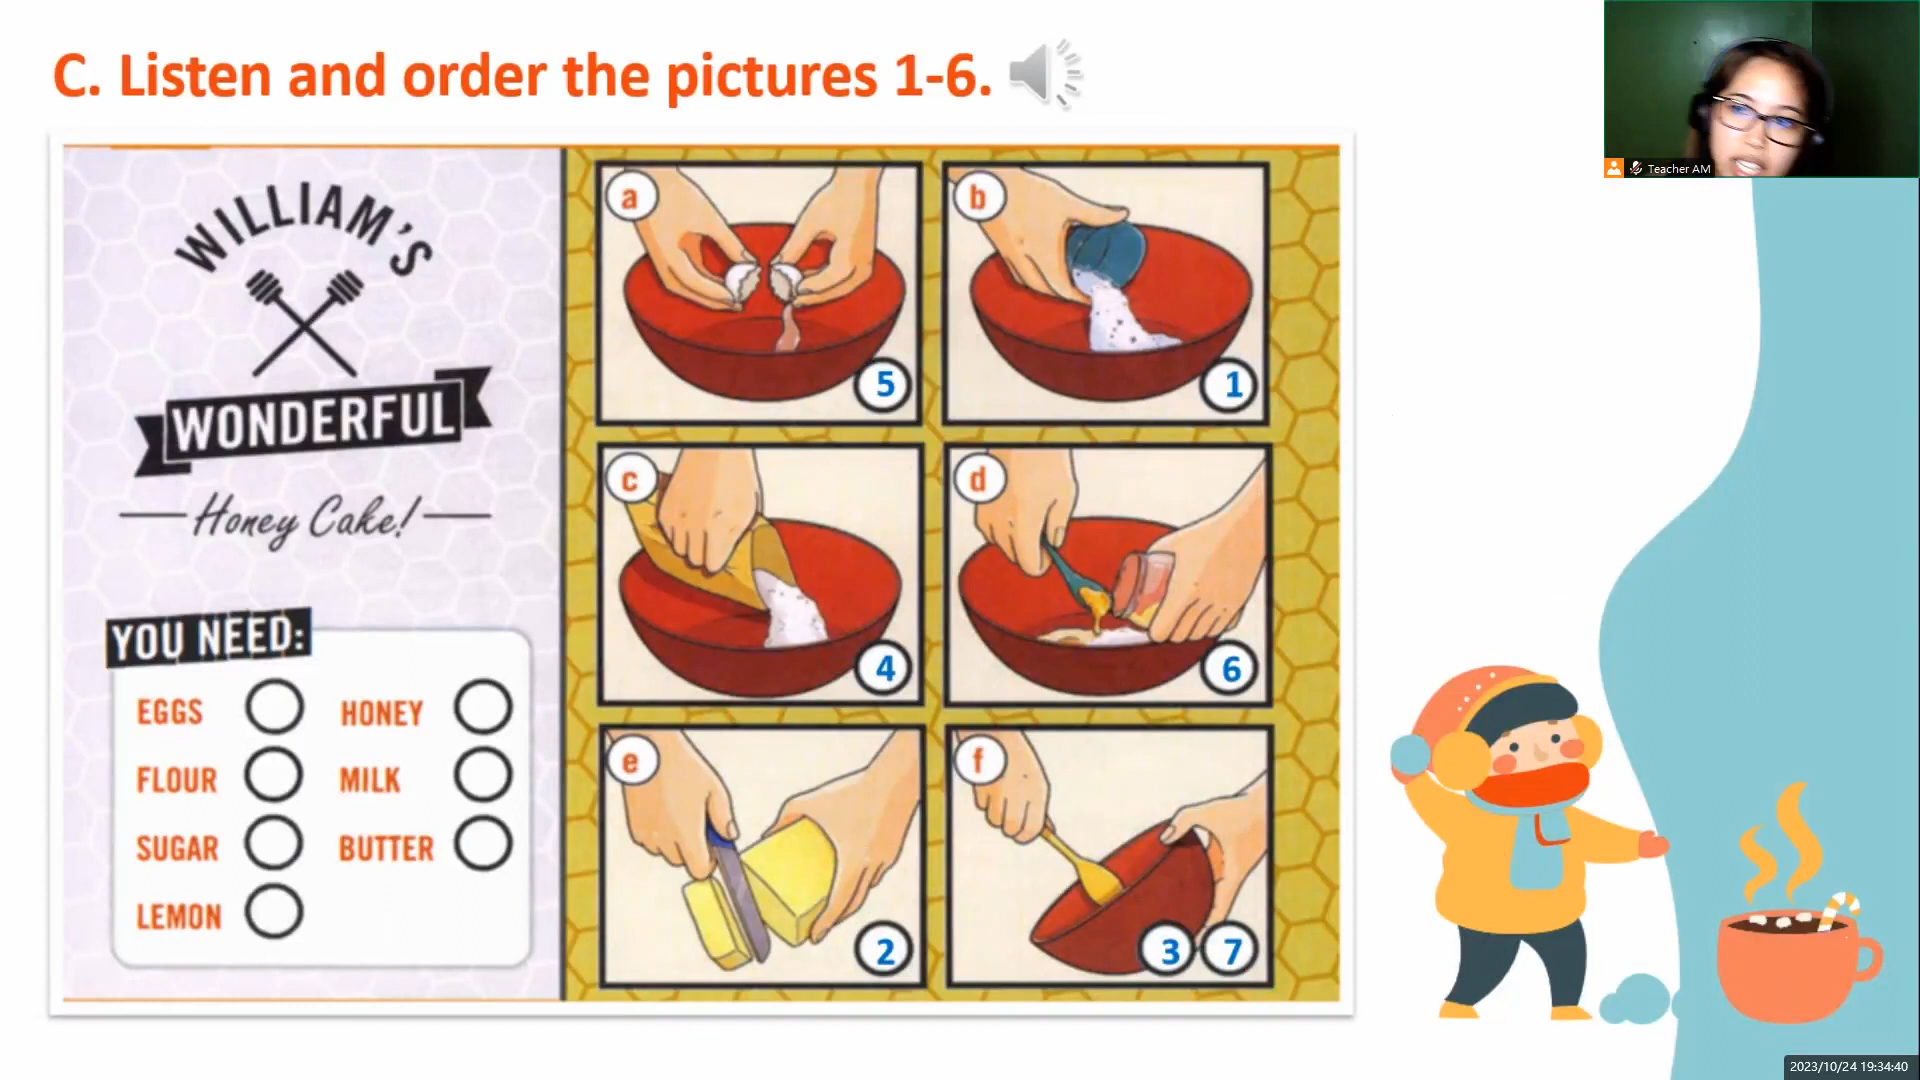 C. Listen and order the pictures 1-6.
Teacher AM
WILLIAM'S
WONDERFUL
Honey Cake!
YOU NEED:
EGGS
HONEY
FLOUR
MILK
SUGAR
BUTTER
LEMON
a
5
b
1
c
4
d
6
e
2
f
3 7
2023/10/24 19:34:40